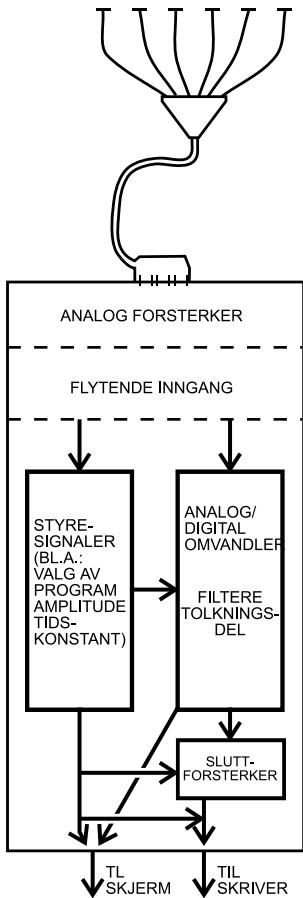 ANALOG FORSTERKER
FLYTENDE INNGANG
STYRE-
SIGNALER
(BL.A.:
VALG AV
PROGRAM
AMPLITUDE
TIDS-
KONSTANT)
ANALOG/
DIGITAL
OMVANDLER
FILTERE
TOLKNINGS-
DEL
SLUTT-
FORSTERKER
TL
SKJERM
TIL
SKRIVER